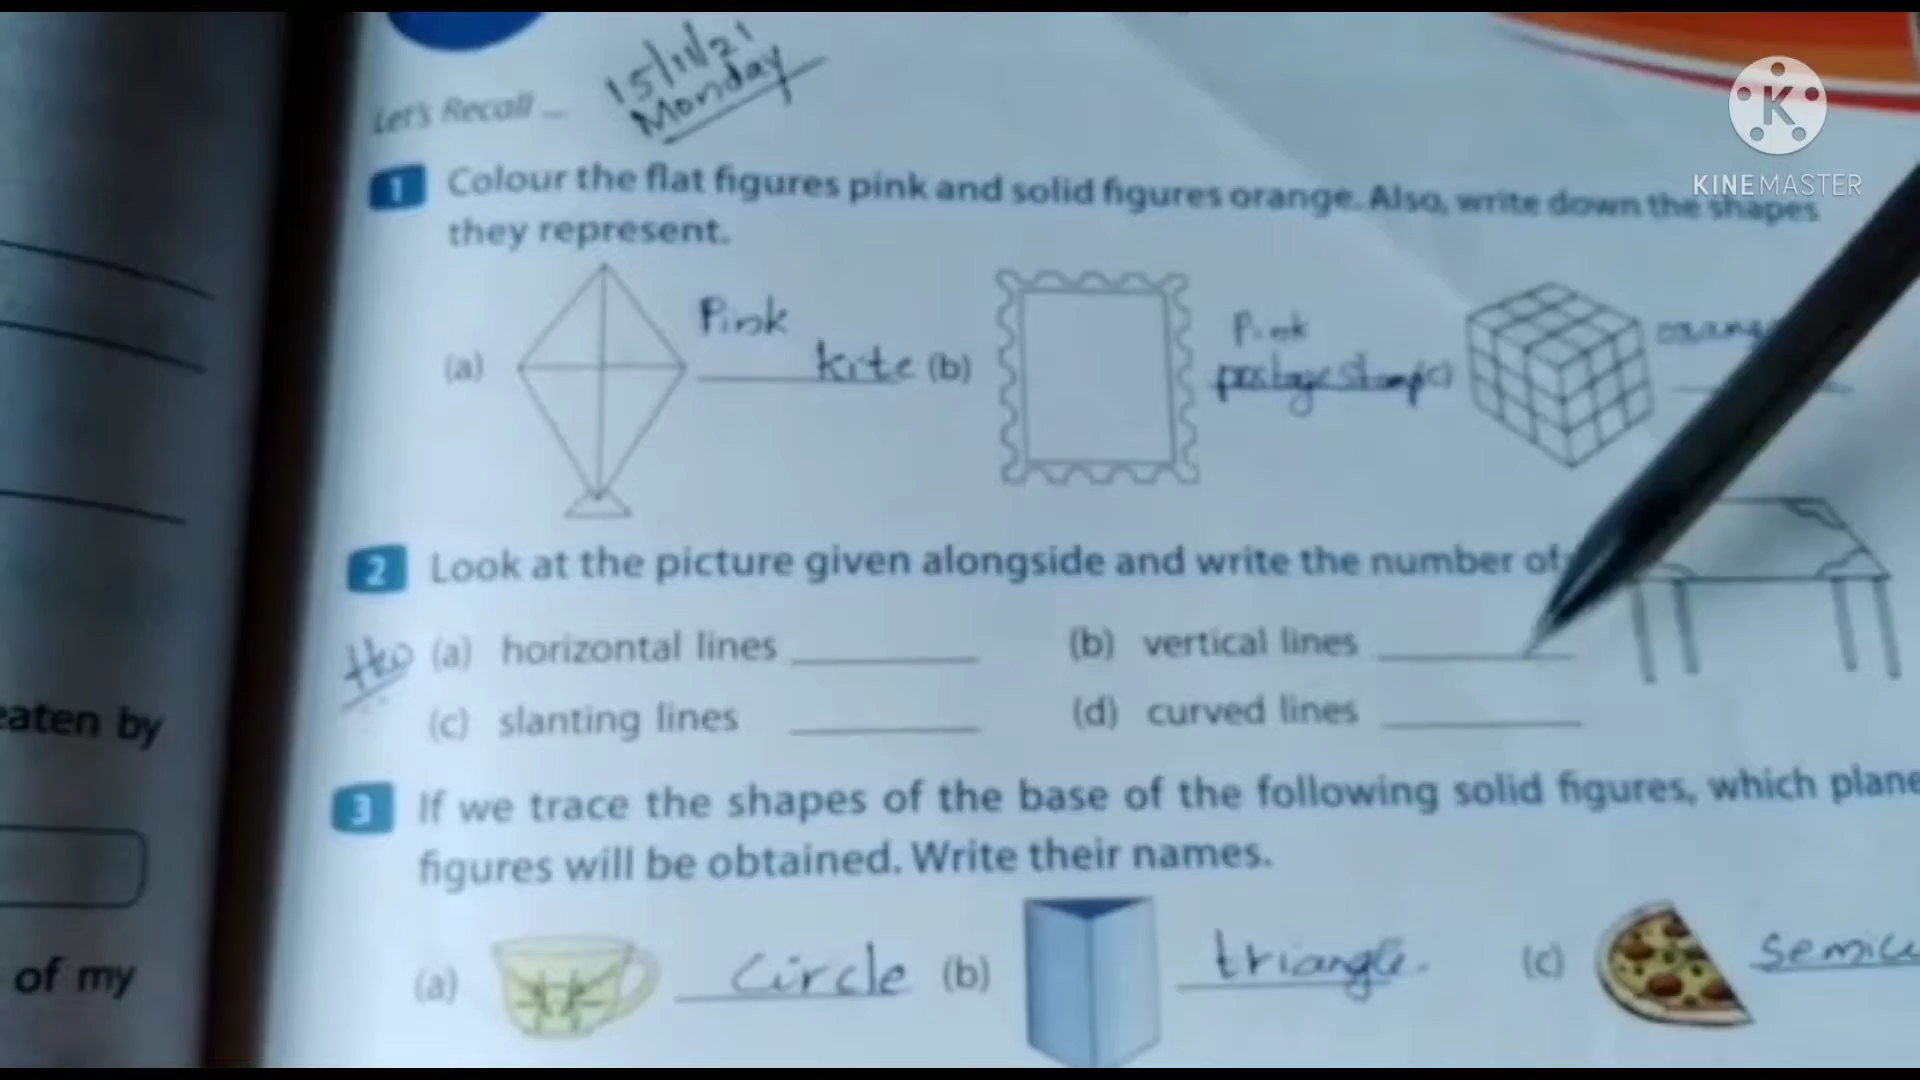 15/11/21
Monday
Let's Recall ...
KINEMASTER
1 Colour the flat figures pink and solid figures orange. Also, write down the shapes
they represent.
(a) Pink kite (b) Pink postage stamp (c)
2 Look at the picture given alongside and write the number of
(a) horizontal lines ________ (b) vertical lines ________
(c) slanting lines ________ (d) curved lines ________
3 If we trace the shapes of the base of the following solid figures, which plane
figures will be obtained. Write their names.
(a) circle (b) triangle. (c)
eaten by
of my